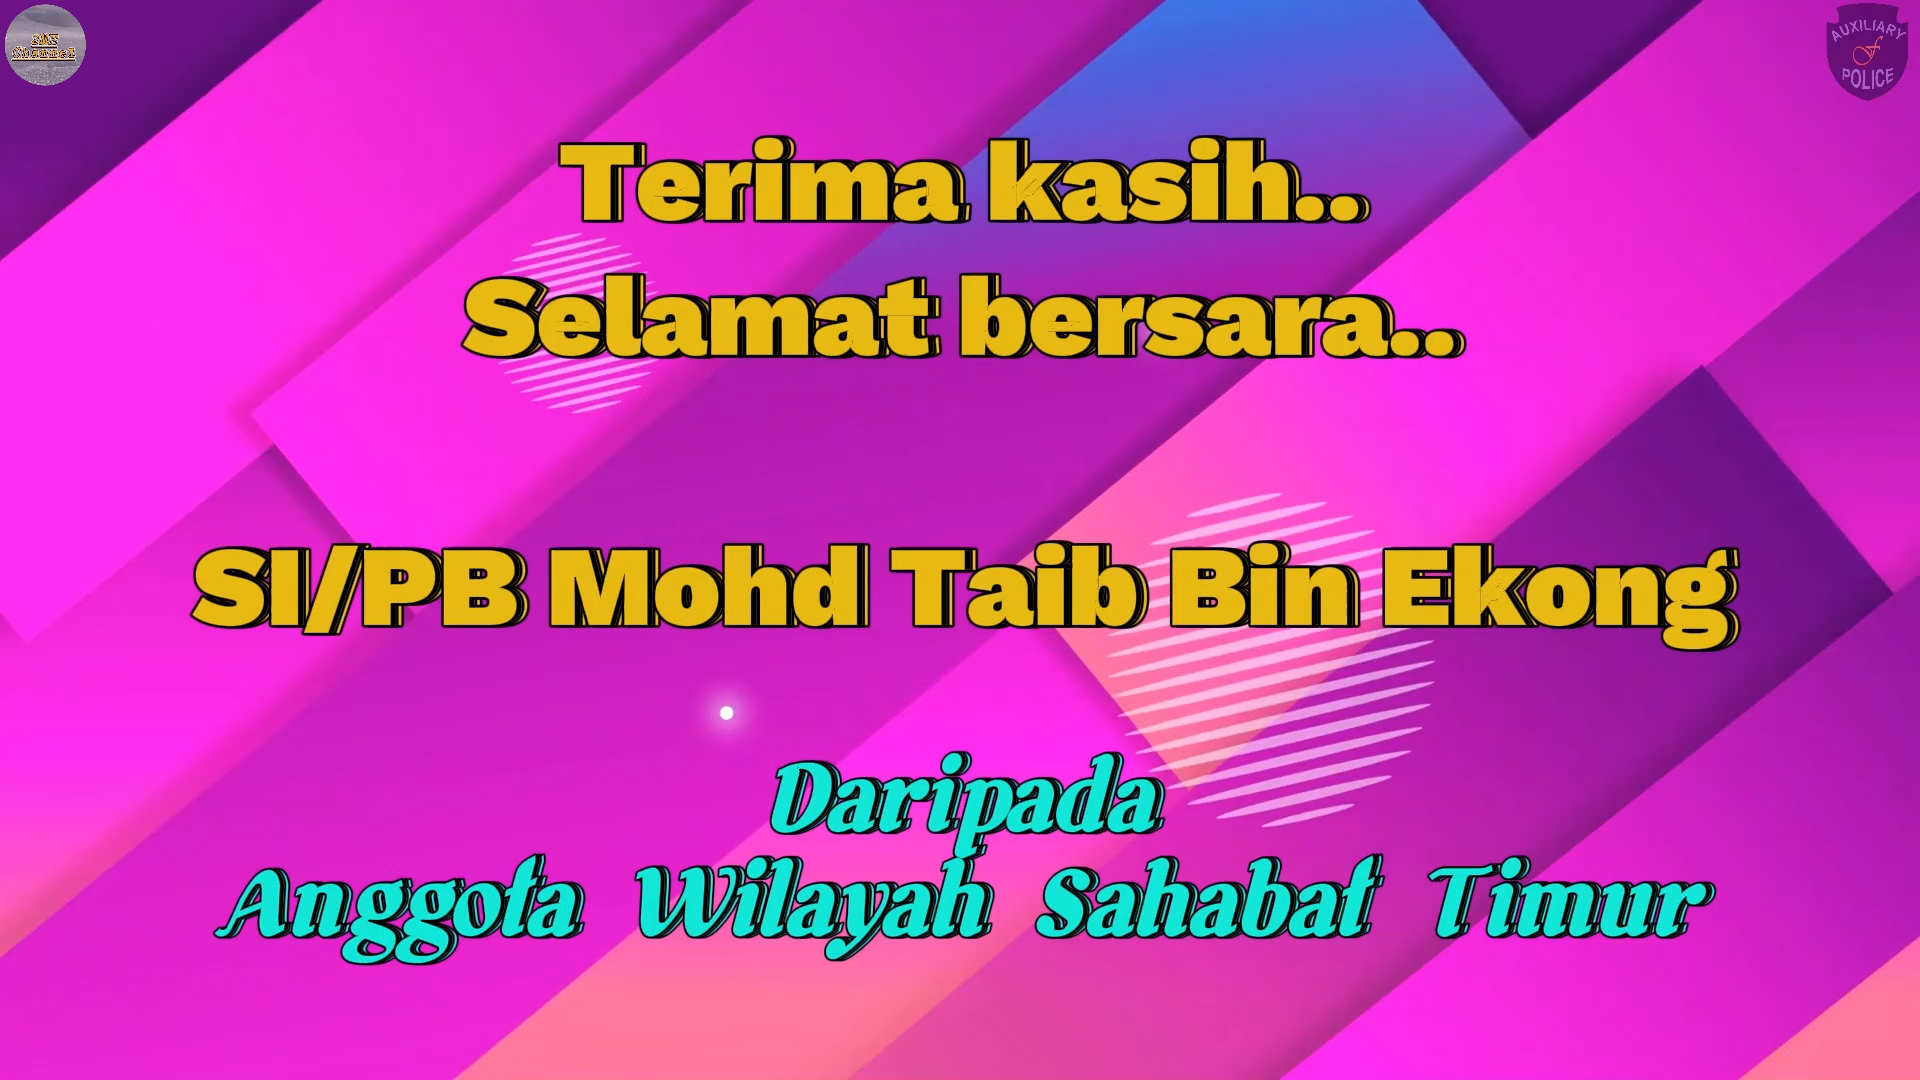 AUXILIARY
POLICE
Terima kasih..
Selamat bersara..
SI/PB Mohd Taib Bin Ekong
Daripada
Anggota Wilayah Sahabat Timur